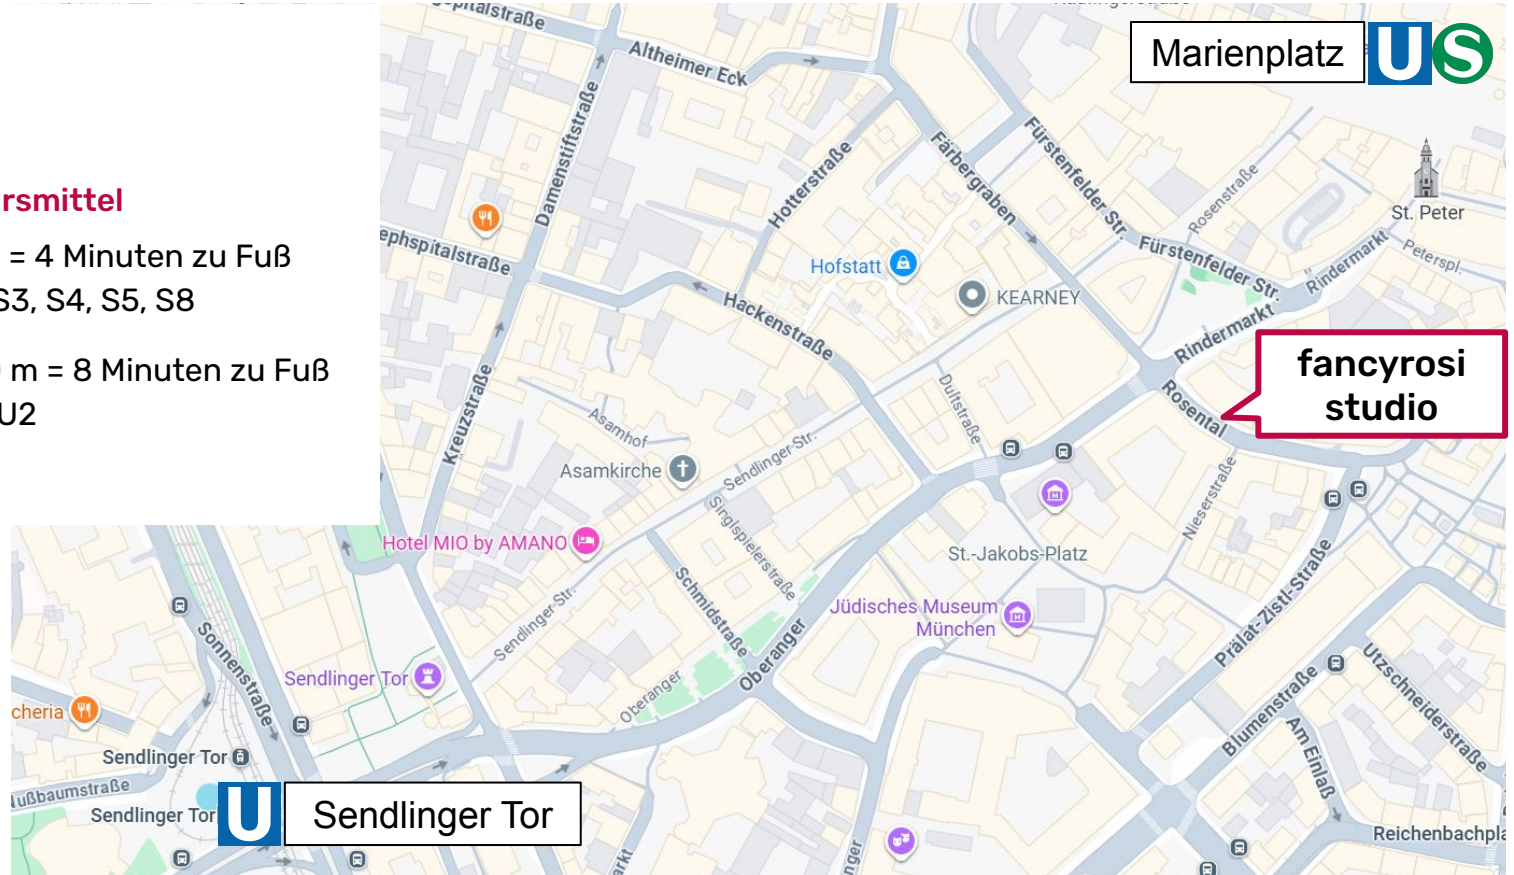 Marienplatz U S
rsmittel
= 4 Minuten zu Fuß
S3, S4, S5, S8
m = 8 Minuten zu Fuß
U2
Altheimer Eck
Damenstiftstraße
Hotterstraße
Färbergraben
Fürstenfelder Str.
Rosenstraße
St. Peter
Fürstenfelder Str.
Rindermarkt
Peterspl.
ephspitalstraße
Hofstatt
KEARNEY
Hackenstraße
Rindermarkt
fancyrosi
studio
Rosental
Kreuzstraße
Dultstraße
Asamhof
Asamkirche
Sendlinger Str.
Singlspielerstraße
Nieserstraße
Hotel MIO by AMANO
St.-Jakobs-Platz
Schmidstraße
Sendlinger Str.
Jüdisches Museum
München
Prälat-Zistl-Straße
Sonnenstraße
Sendlinger Tor
Oberanger
Oberanger
Blumenstraße
Utzschneiderstraße
Am Einlaß
cheria
Sendlinger Tor
ußbaumstraße
Sendlinger Tor
U Sendlinger Tor
Reichenbachpla
nger
arkt